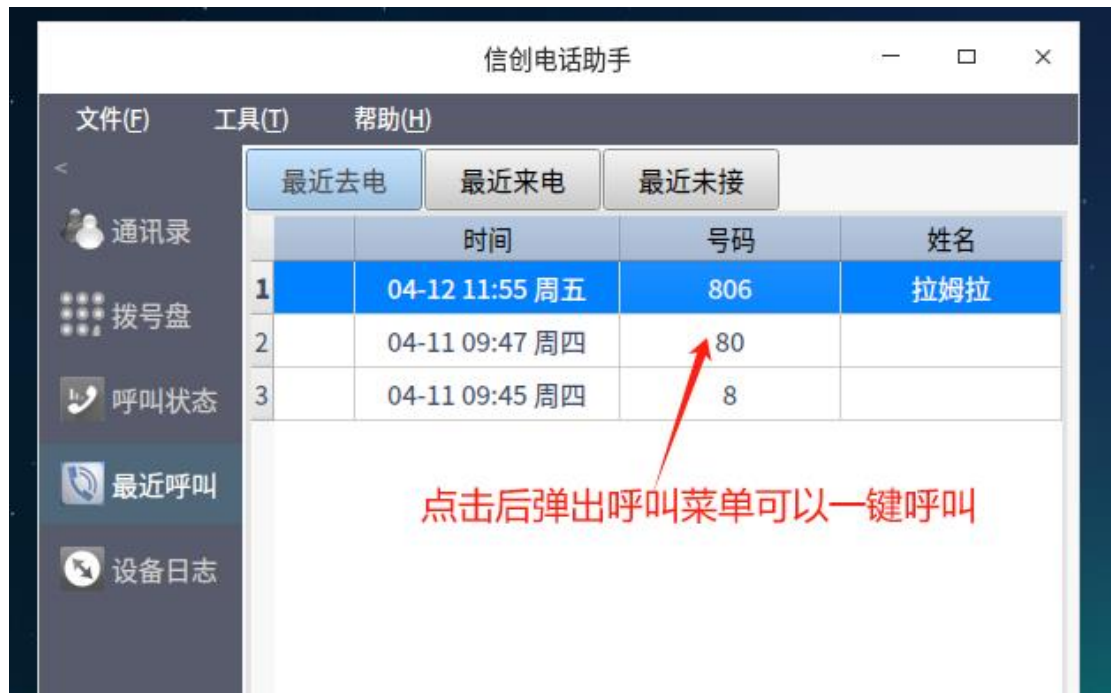 信创电话助手
文件(F) 工具(T) 帮助(H)
<
最近去电 最近来电 最近未接
通讯录
拨号盘
呼叫状态
最近呼叫
设备日志
时间 号码 姓名
1 04-12 11:55 周五 806 拉姆拉
2 04-11 09:47 周四 80
3 04-11 09:45 周四 8
点击后弹出呼叫菜单可以一键呼叫